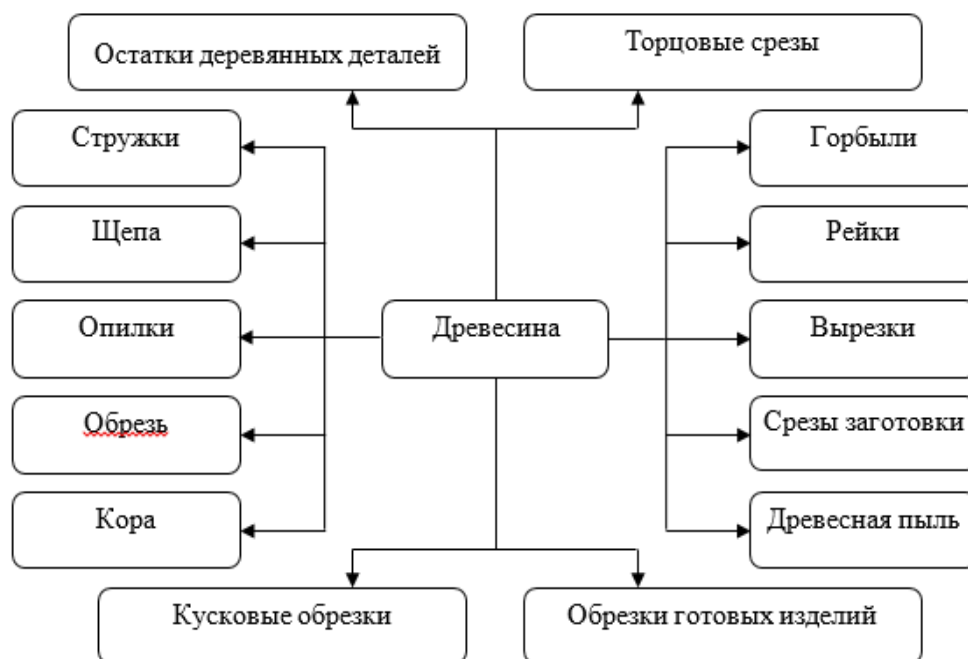 Остатки деревянных деталей
Торцовые срезы
Стружки
Горбыли
Щепа
Рейки
Опилки
Древесина
Вырезки
Обрезь
Срезы заготовки
Кора
Древесная пыль
Кусковые обрезки
Обрезки готовых изделий